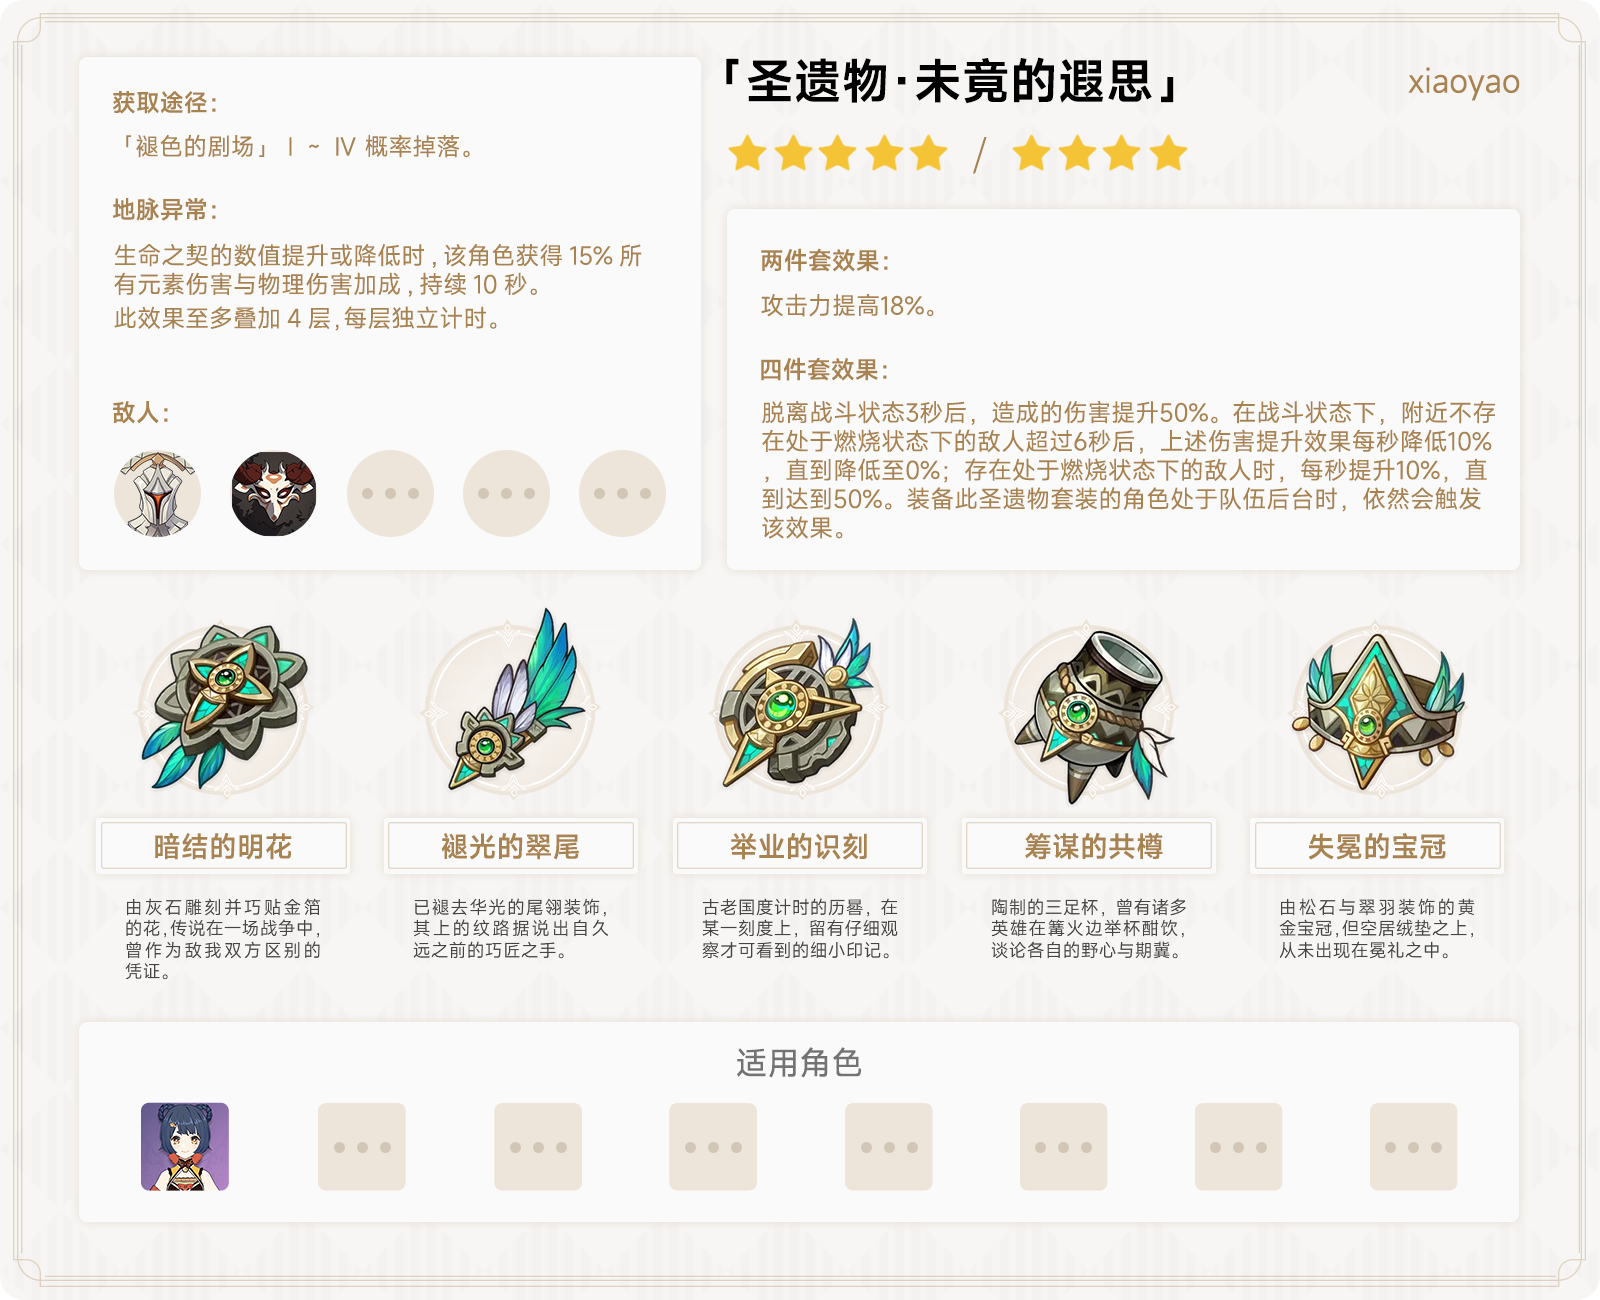 「圣遗物·未竟的遐思」
xiaoyao
获取途径：
「褪色的剧场」Ⅰ ~ Ⅳ 概率掉落。
地脉异常：
生命之契的数值提升或降低时，该角色获得 15% 所
有元素伤害与物理伤害加成，持续 10 秒。
此效果至多叠加 4 层，每层独立计时。
敌人：
两件套效果：
攻击力提高18%。
四件套效果：
脱离战斗状态3秒后，造成的伤害提升50%。在战斗状态下，附近不存
在处于燃烧状态下的敌人超过6秒后，上述伤害提升效果每秒降低10%
，直到降低至0%；存在处于燃烧状态下的敌人时，每秒提升10%，直
到达到50%。装备此圣遗物套装的角色处于队伍后台时，依然会触发
该效果。
暗结的明花
由灰石雕刻并巧贴金箔
的花，传说在一场战争中，
曾作为敌我双方区别的
凭证。
褪光的翠尾
已褪去华光的尾翎装饰，
其上的纹路据说出自久
远之前的巧匠之手。
举业的识刻
古老国度计时的历晷，在
某一刻度上，留有仔细观
察才可看到的细小印记。
筹谋的共樽
陶制的三足杯，曾有诸多
英雄在篝火边举杯酣饮，
谈论各自的野心与期冀。
失冕的宝冠
由松石与翠羽装饰的黄
金宝冠，但空居绒垫之上，
从未出现在冕礼之中。
适用角色